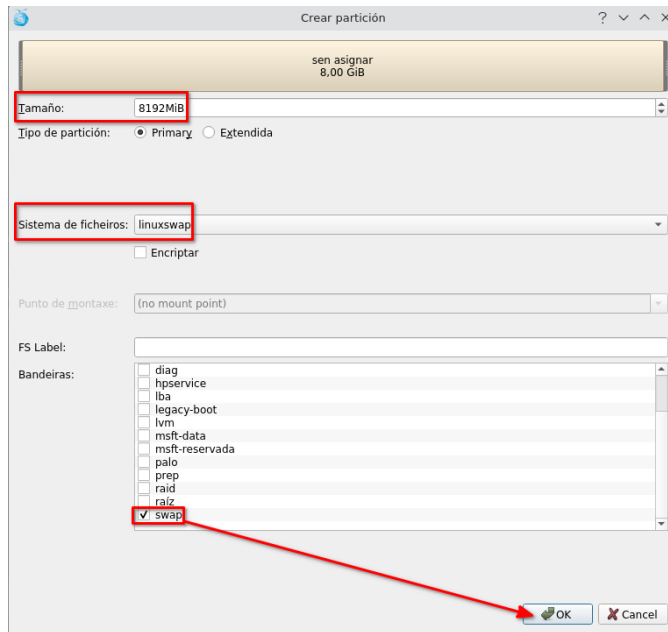 Crear partición
sen asignar
8,00 GiB
Tamaño: 8192MiB
Tipo de partición: Primary Extendida
Sistema de ficheiros: linuxswap
Encriptar
Punto de montaxe: (no mount point)
FS Label:
Bandeiras:
diag
hpservice
lba
legacy-boot
lvm
msft-data
msft-reservada
palo
prep
raid
raíz
swap
OK Cancel